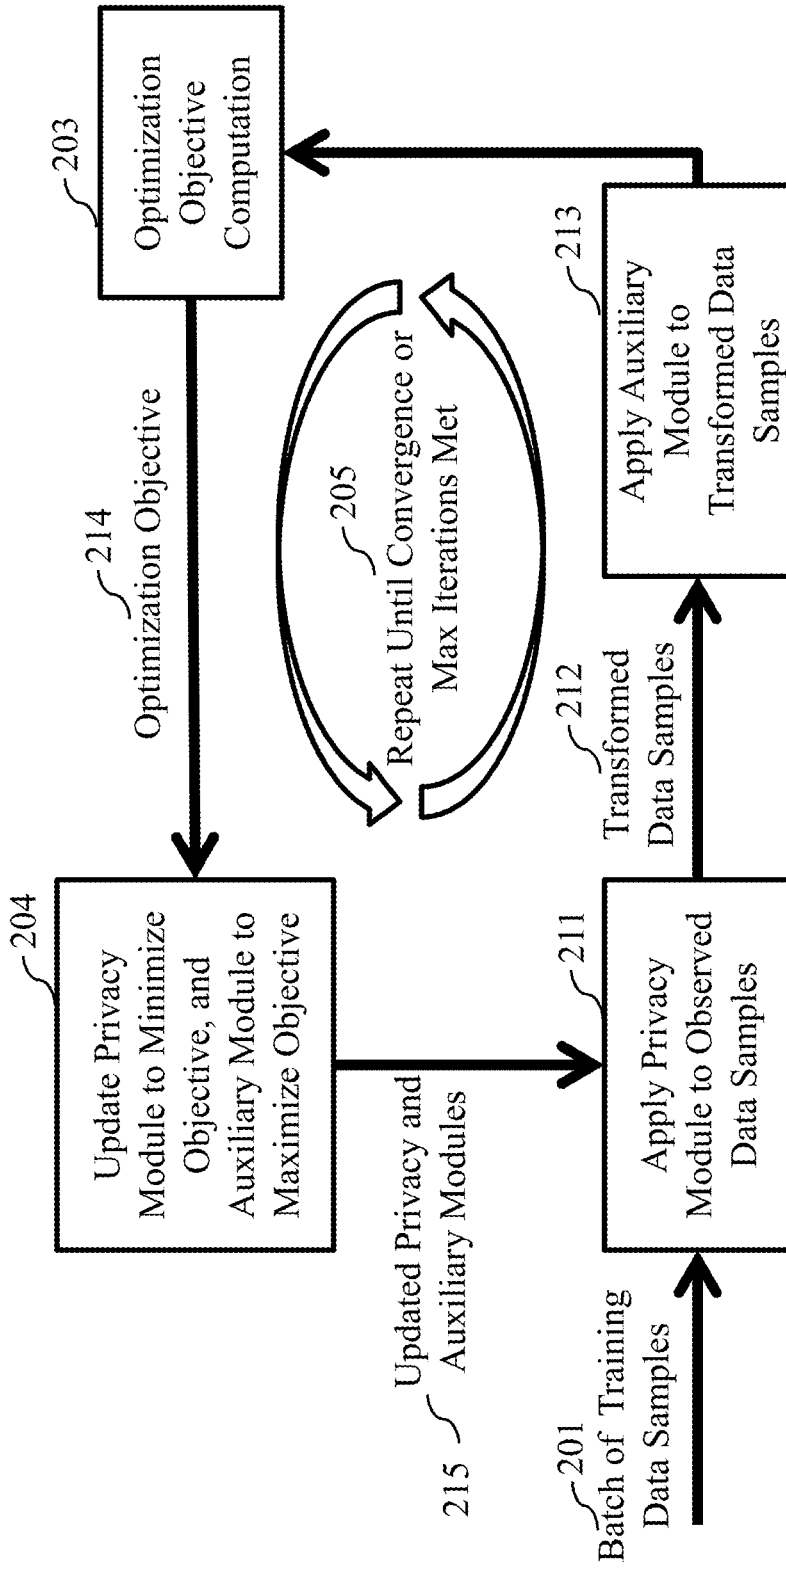 204
Update Privacy
Module to Minimize
Objective, and
Auxiliary Module to
Maximize Objective
214
Optimization Objective
203
Optimization
Objective
Computation
215
Updated Privacy and
Auxiliary Modules
205
Repeat Until Convergence or
Max Iterations Met
201
Batch of Training
Data Samples
211
Apply Privacy
Module to Observed
Data Samples
212
Transformed
Data Samples
213
Apply Auxiliary
Module to
Transformed Data
Samples